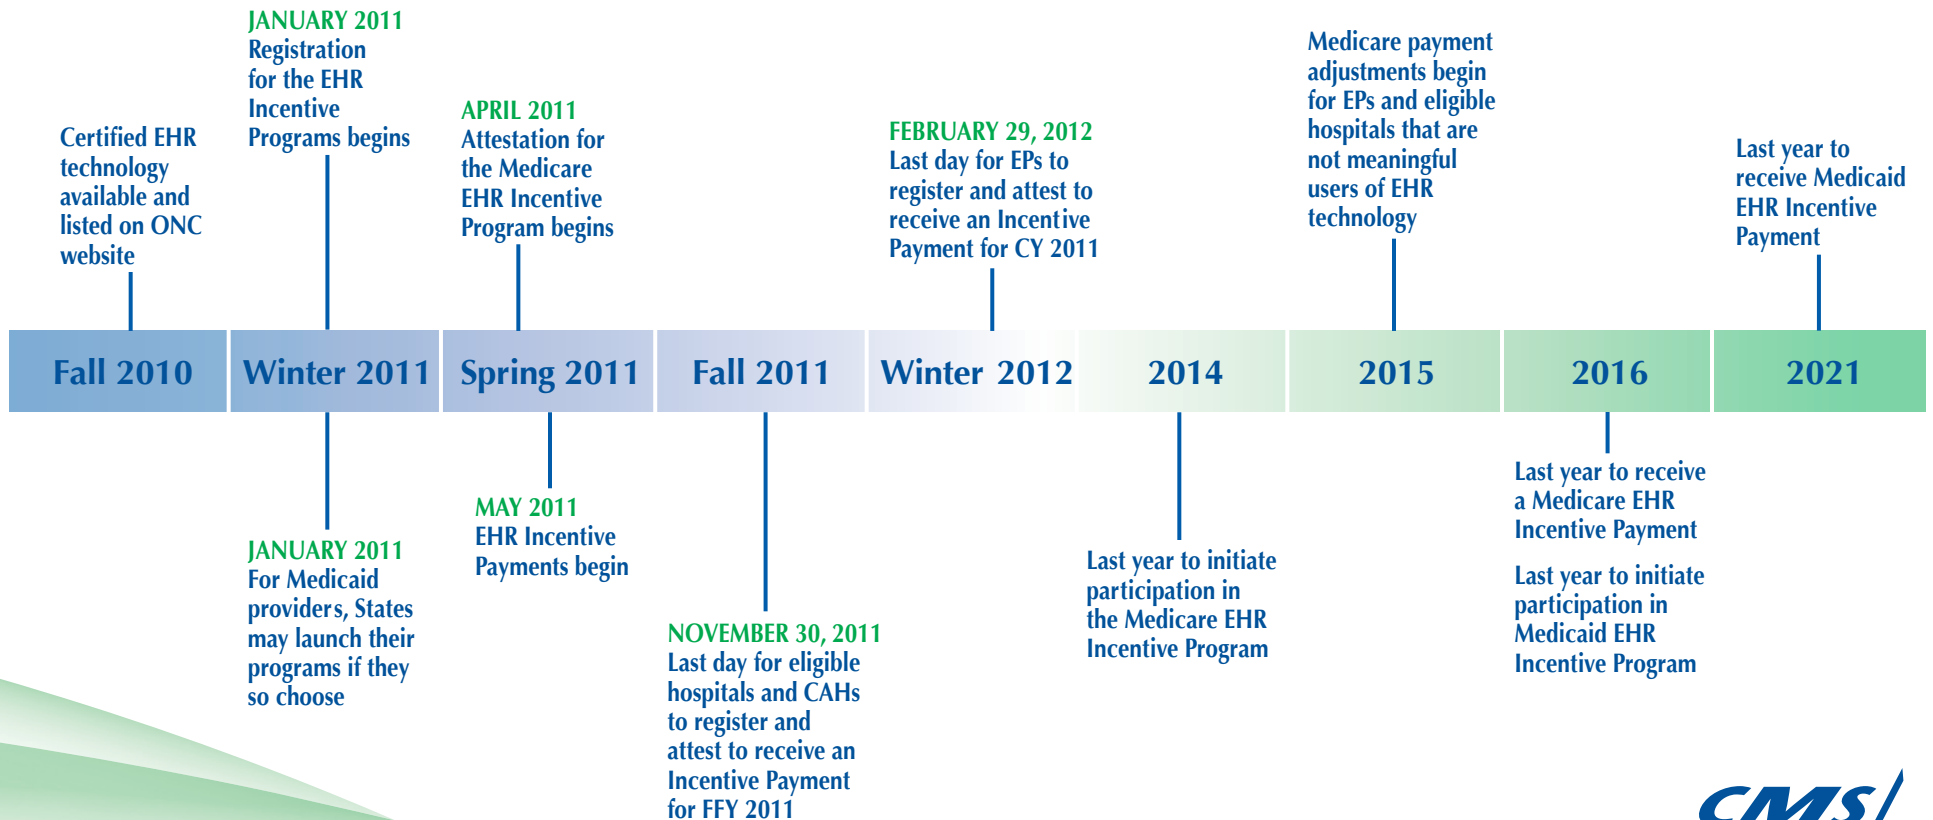 Certified EHR
technology
available and
listed on ONC
website
JANUARY 2011
Registration
for the EHR
Incentive
Programs begins
APRIL 2011
Attestation for
the Medicare
EHR Incentive
Program begins
FEBRUARY 29, 2012
Last day for EPs to
register and attest to
receive an Incentive
Payment for CY 2011
Medicare payment
adjustments begin
for EPs and eligible
hospitals that are
not meaningful
users of EHR
technology
Last year to
receive Medicaid
EHR Incentive
Payment
Fall 2010
Winter 2011
Spring 2011
Fall 2011
Winter 2012
2014
2015
2016
2021
JANUARY 2011
For Medicaid
providers, States
may launch their
programs if they
so choose
MAY 2011
EHR Incentive
Payments begin
NOVEMBER 30, 2011
Last day for eligible
hospitals and CAHs
to register and
attest to receive an
Incentive Payment
for FFY 2011
Last year to initiate
participation in
the Medicare EHR
Incentive Program
Last year to receive
a Medicare EHR
Incentive Payment
Last year to initiate
participation in
Medicaid EHR
Incentive Program
CMS